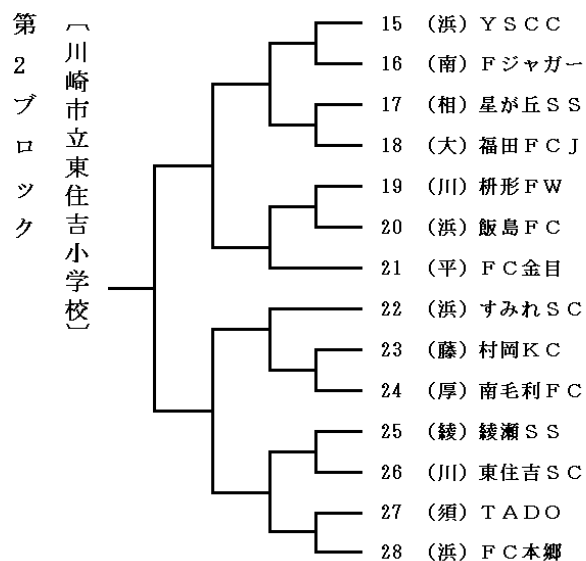 第2ブロック
〔川崎市立東住吉小学校〕
15 (浜) ＹＳＣＣ
16 (南) Ｆジャガー
17 (相) 星が丘ＳＳ
18 (大) 福田ＦＣＪ
19 (川) 枡形ＦＷ
20 (浜) 飯島ＦＣ
21 (平) ＦＣ金目
22 (浜) すみれＳＣ
23 (藤) 村岡ＫＣ
24 (厚) 南毛利ＦＣ
25 (綾) 綾瀬ＳＳ
26 (川) 東住吉ＳＣ
27 (須) ＴＡＤＯ
28 (浜) ＦＣ本郷